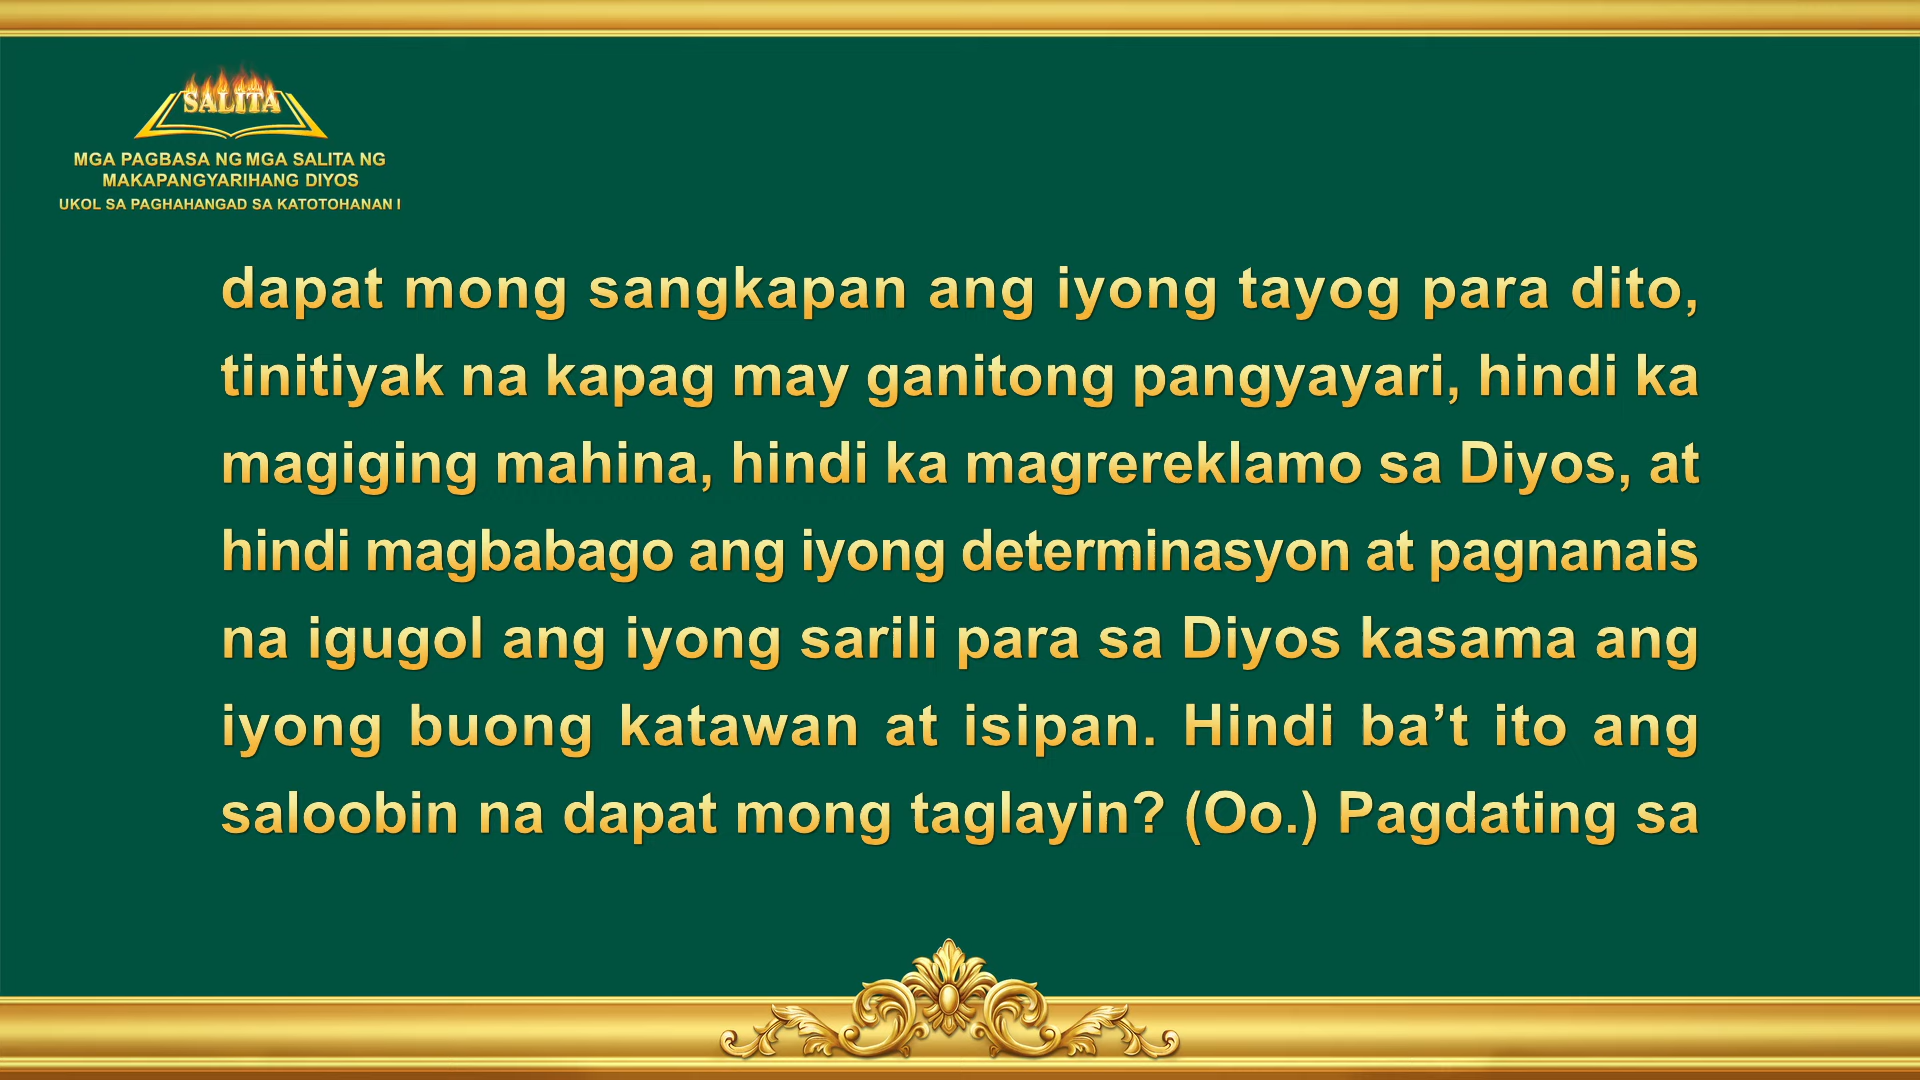 SALITA
MGA PAGBASA NG MGA SALITA NG
MAKAPANGYARIHANG DIYOS
UKOL SA PAGHAHANGAD SA KATOTOHANAN I
dapat mong sangkapan ang iyong tayog para dito,
tinitiyak na kapag may ganitong pangyayari, hindi ka
magiging mahina, hindi ka magrereklamo sa Diyos, at
hindi magbabago ang iyong determinasyon at pagnanais
na igugol ang iyong sarili para sa Diyos kasama ang
iyong buong katawan at isipan. Hindi ba’t ito ang
saloobin na dapat mong taglayin? (Oo.) Pagdating sa